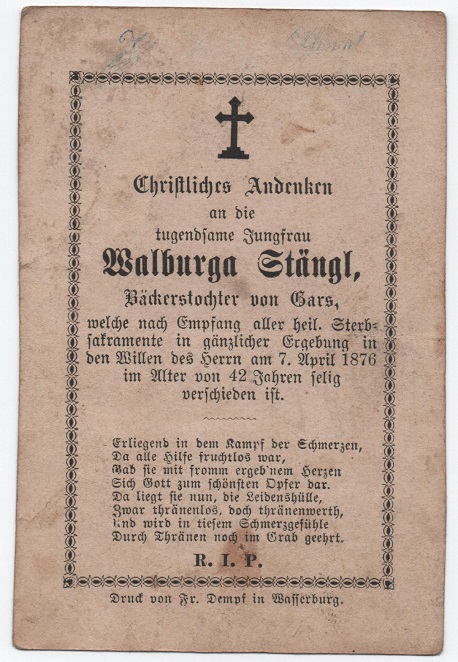 Christliches Andenken
an die
tugendsame Jungfrau
Walburga Stängl,
Bäckerstochter von Gars,
welche nach Empfang aller heil. Sterb-
sakramente in gänzlicher Ergebung in
den Willen des Herrn am 7. April 1876
im Alter von 42 Jahren selig
verschieden ist.
Erliegend in dem Kampf der Schmerzen,
Da alle Hilfe fruchtlos war,
Gab sie mit fromm ergeb'nem Herzen
Sich Gott zum schönsten Opfer dar.
Da liegt sie nun, die Leidenshülle,
Zwar thränenlos, doch thränenwerth,
Und wird in tiefem Schmerzgefühle
Durch Thränen noch im Grab geehrt.
R. I. P.
Druck von Fr. Dempf in Wasserburg.